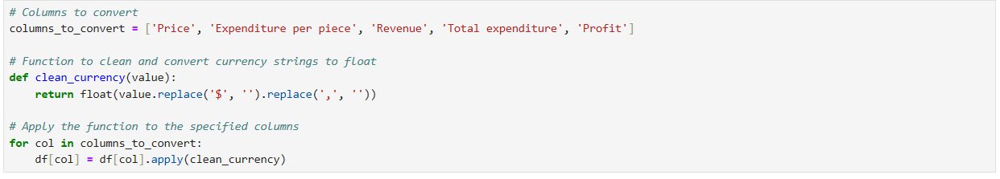 # Columns to convert
columns_to_convert = ['Price', 'Expenditure per piece', 'Revenue', 'Total expenditure', 'Profit']
# Function to clean and convert currency strings to float
def clean_currency(value):
    return float(value.replace('$', '').replace(',', ''))
# Apply the function to the specified columns
for col in columns_to_convert:
    df[col] = df[col].apply(clean_currency)